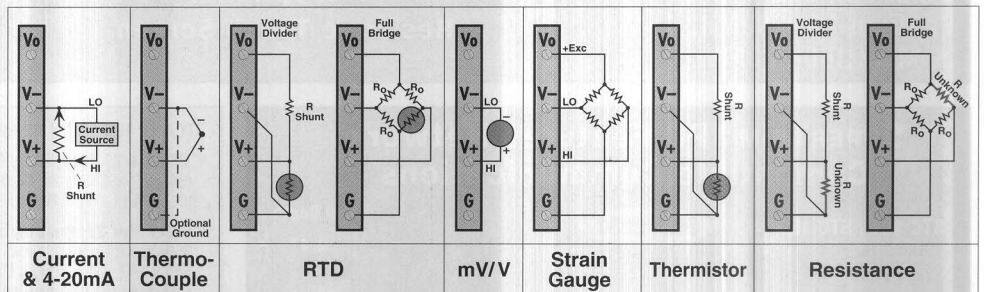 Vo
V−
V+
G
LO
Current
Source
HI
R
Shunt
Current
& 4-20mA
Vo
V−
V+
G
−
+
Optional
Ground
Thermo-
Couple
Voltage
Divider
Vo
V−
V+
G
R
Shunt
Full
Bridge
Vo
V−
V+
G
Ro
Ro
Ro
RTD
Vo
V−
V+
G
LO
−
+
HI
mV/V
Vo
V−
V+
G
+Exc
LO
HI
Strain
Gauge
Vo
V−
V+
G
R
Shunt
Thermistor
Voltage
Divider
Vo
V−
V+
G
R
Shunt
R
Unknown
Full
Bridge
Vo
V−
V+
G
Ro
R
Unknown
Ro
Ro
Resistance